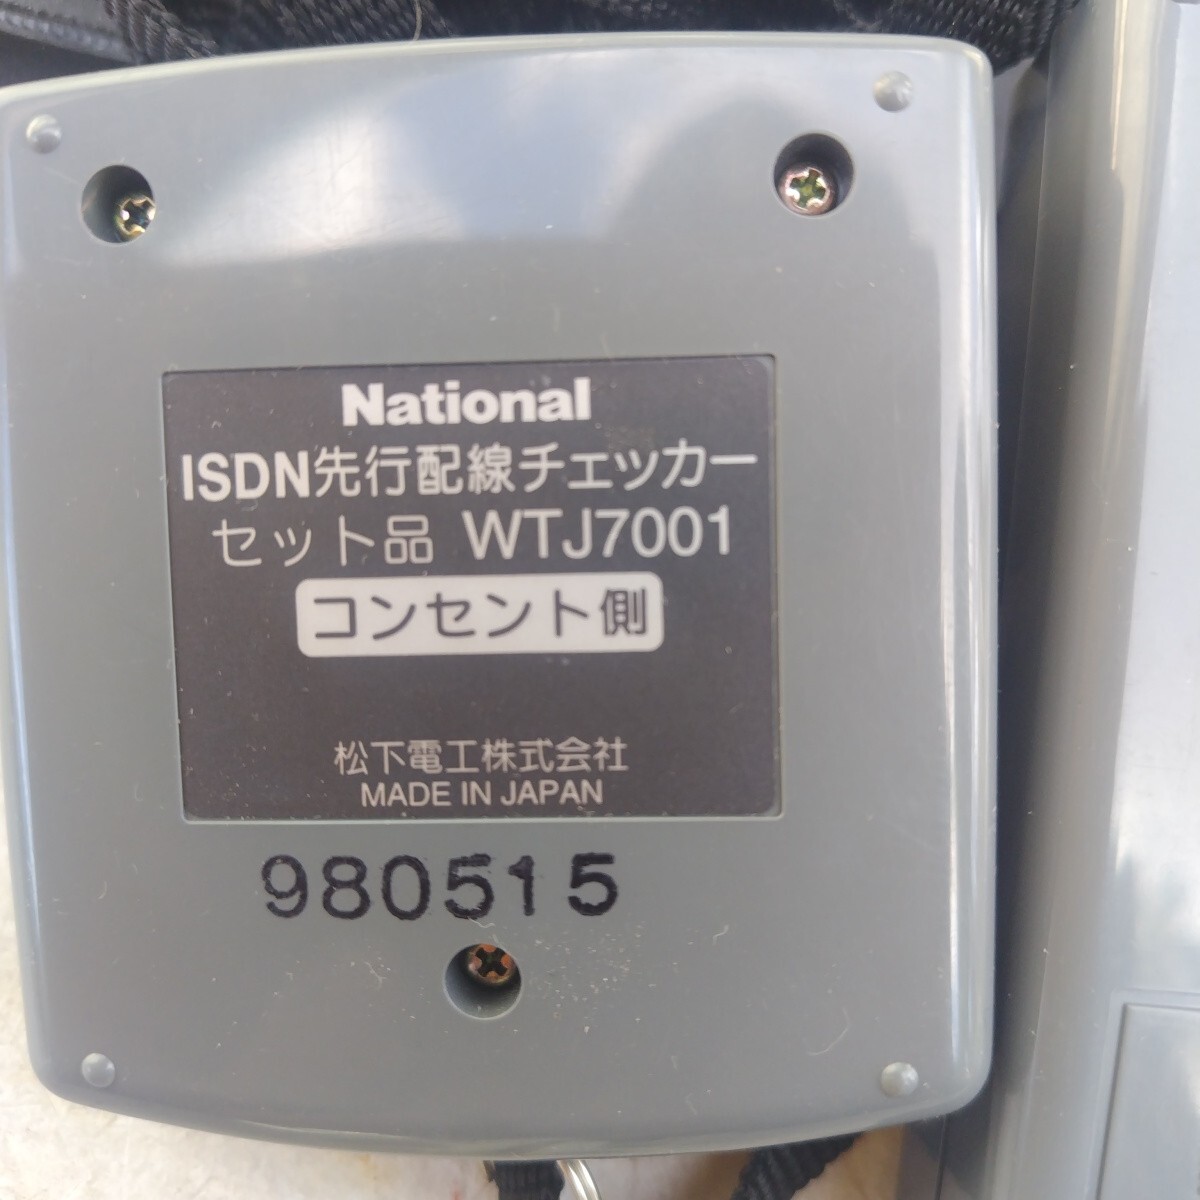 National
ISDN先行配線チェッカー
セット品 WTJ7001
コンセント側
松下電工株式会社
MADE IN JAPAN
980515